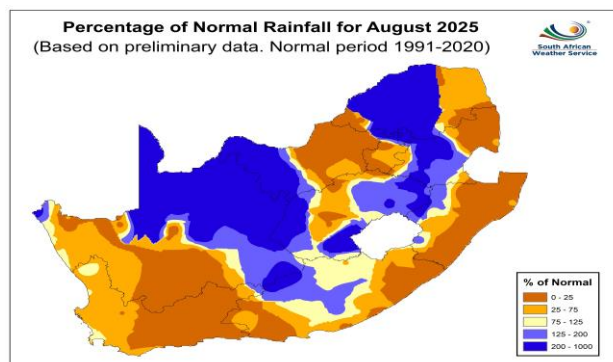 Percentage of Normal Rainfall for August 2025
(Based on preliminary data. Normal period 1991-2020)
South African
Weather Service
% of Normal
0 - 25
25 - 75
75 - 125
125 - 200
200 - 1000